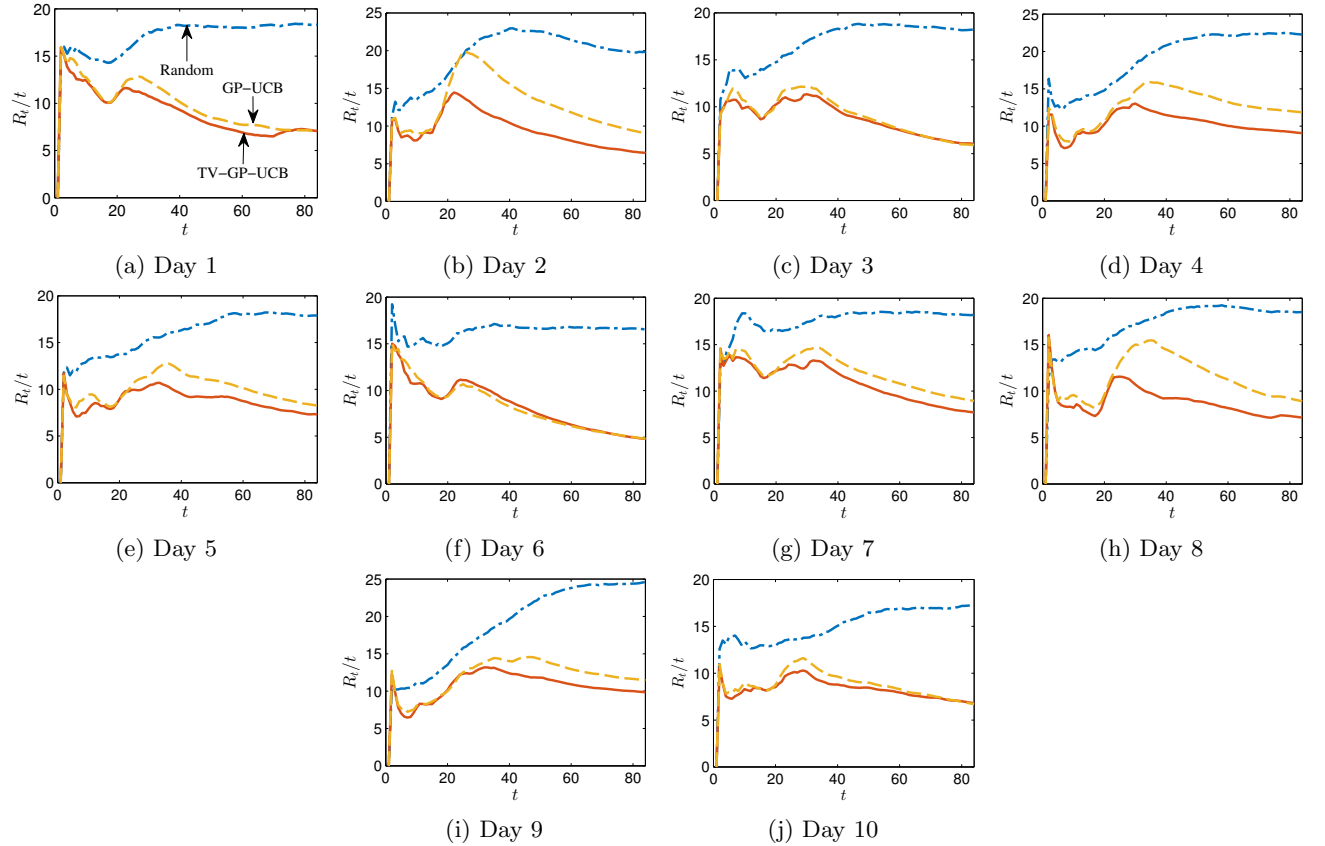 R_t/t
20
15
10
5
0
0 20 40 60 80
t
Random
GP−UCB
TV−GP−UCB
(a) Day 1
R_t/t
25
20
15
10
5
0
0 20 40 60 80
t
(b) Day 2
R_t/t
20
15
10
5
0
0 20 40 60 80
t
(c) Day 3
R_t/t
25
20
15
10
5
0
0 20 40 60 80
t
(d) Day 4
R_t/t
20
15
10
5
0
0 20 40 60 80
t
(e) Day 5
R_t/t
20
15
10
5
0
0 20 40 60 80
t
(f) Day 6
R_t/t
20
15
10
5
0
0 20 40 60 80
t
(g) Day 7
R_t/t
20
15
10
5
0
0 20 40 60 80
t
(h) Day 8
R_t/t
25
20
15
10
5
0
0 20 40 60 80
t
(i) Day 9
R_t/t
20
15
10
5
0
0 20 40 60 80
t
(j) Day 10